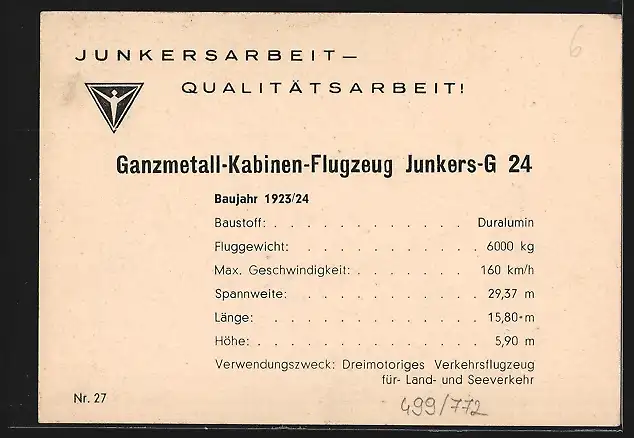 JUNKERSARBEIT—
QUALITÄTSARBEIT!
6
Ganzmetall-Kabinen-Flugzeug Junkers-G 24
Baujahr 1923/24
Baustoff: . . . . . . . . . . . . Duralumin
Fluggewicht: . . . . . . . . . . . 6000 kg
Max. Geschwindigkeit: . . . . . . . 160 km/h
Spannweite: . . . . . . . . . . . 29,37 m
Länge: . . . . . . . . . . . . . 15,80 m
Höhe: . . . . . . . . . . . . . . 5,90 m
Verwendungszweck: Dreimotoriges Verkehrsflugzeug
für Land- und Seeverkehr
Nr. 27
499/772